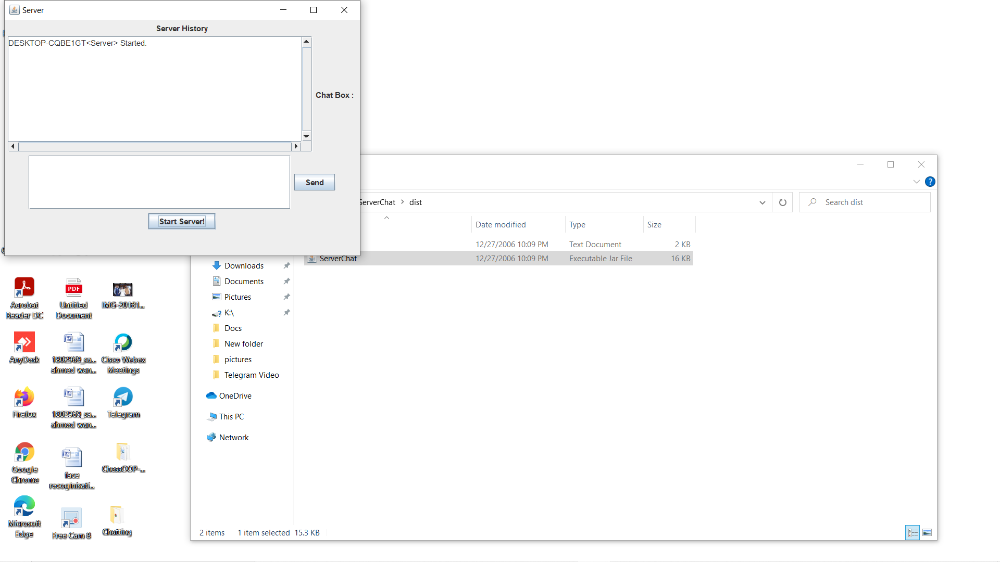 Server
Server History
DESKTOP-CQBE1GT<Server> Started.
Chat Box :
Send
Start Server!
ServerChat > dist
Search dist
Date modified
Type
Size
12/27/2006 10:09 PM
Text Document
2 KB
ServerChat
12/27/2006 10:09 PM
Executable Jar File
16 KB
Downloads
Documents
Pictures
K:\
Docs
New folder
pictures
Telegram Video
OneDrive
This PC
Network
2 items
1 item selected 15.3 KB
Acrobat
Reader DC
PDF
Untitled
Document
IMG-20181...
AnyDesk
1802969_sa...
ahmed wan...
Cisco Webex
Meetings
Firefox
1802969_sa...
ahmed wan...
Telegram
Google
Chrome
face
recoginisati...
ChessOOP-...
Microsoft
Edge
Free Cam 8
Chatting